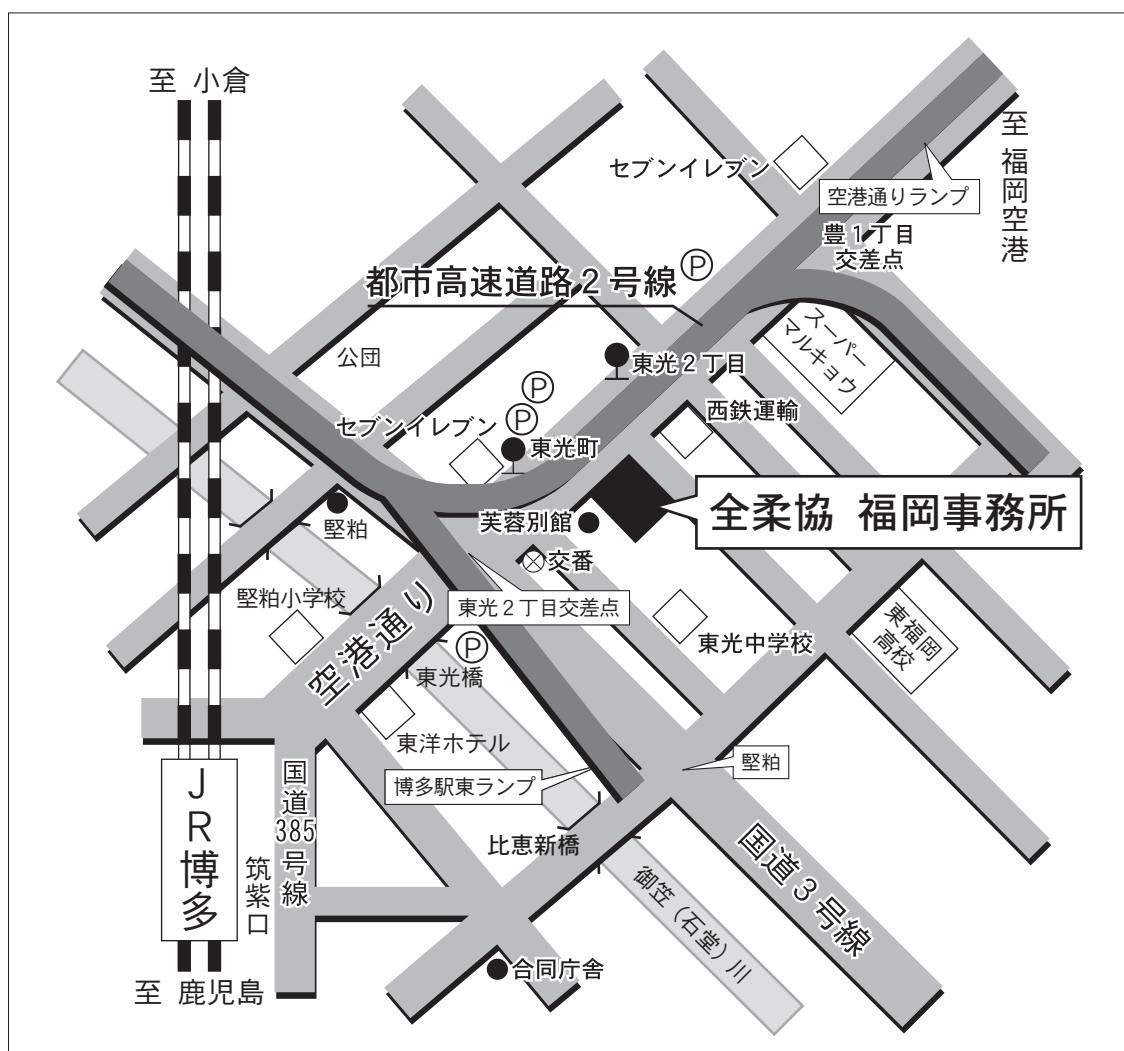 至 小倉
至 福岡空港
セブンイレブン
空港通りランプ
豊1丁目
交差点
都市高速道路2号線
Ⓟ
スーパー
マルキョウ
公団
東光2丁目
Ⓟ
西鉄運輸
セブンイレブン
Ⓟ
東光町
全柔協 福岡事務所
堅粕
芙蓉別館
交番
堅粕小学校
空港通り
東光2丁目交差点
東光中学校
東福岡
高校
Ⓟ
東光橋
東洋ホテル
堅粕
博多駅東ランプ
JR博多
筑紫口
国道385号線
比恵新橋
御笠(石堂)川
国道3号線
合同庁舎
至 鹿児島